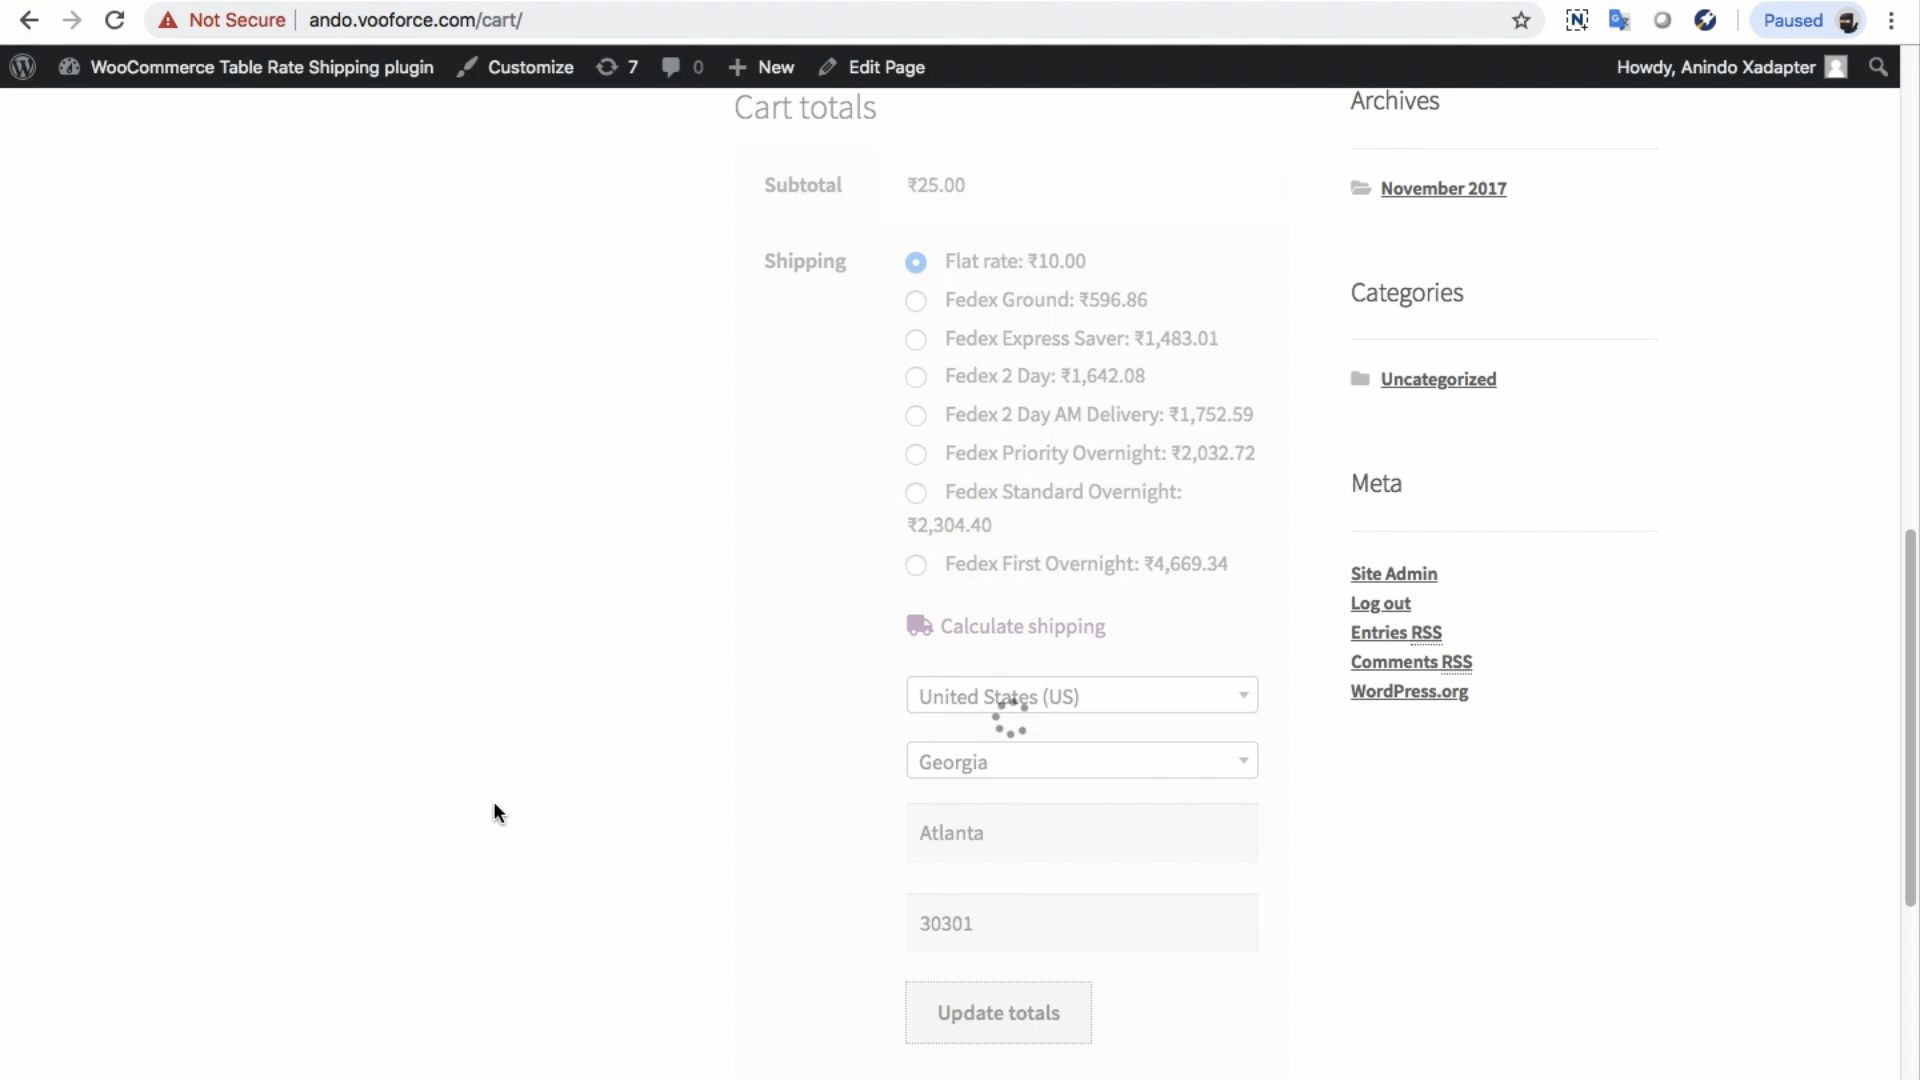 Not Secure
ando.vooforce.com/cart/
Paused
WooCommerce Table Rate Shipping plugin
Customize
7
0
New
Edit Page
Howdy, Anindo Xadapter
Cart totals
Subtotal
₹25.00
Shipping
Flat rate: ₹10.00
Fedex Ground: ₹596.86
Fedex Express Saver: ₹1,483.01
Fedex 2 Day: ₹1,642.08
Fedex 2 Day AM Delivery: ₹1,752.59
Fedex Priority Overnight: ₹2,032.72
Fedex Standard Overnight:
₹2,304.40
Fedex First Overnight: ₹4,669.34
Calculate shipping
United States (US)
Georgia
Atlanta
30301
Update totals
Archives
November 2017
Categories
Uncategorized
Meta
Site Admin
Log out
Entries RSS
Comments RSS
WordPress.org